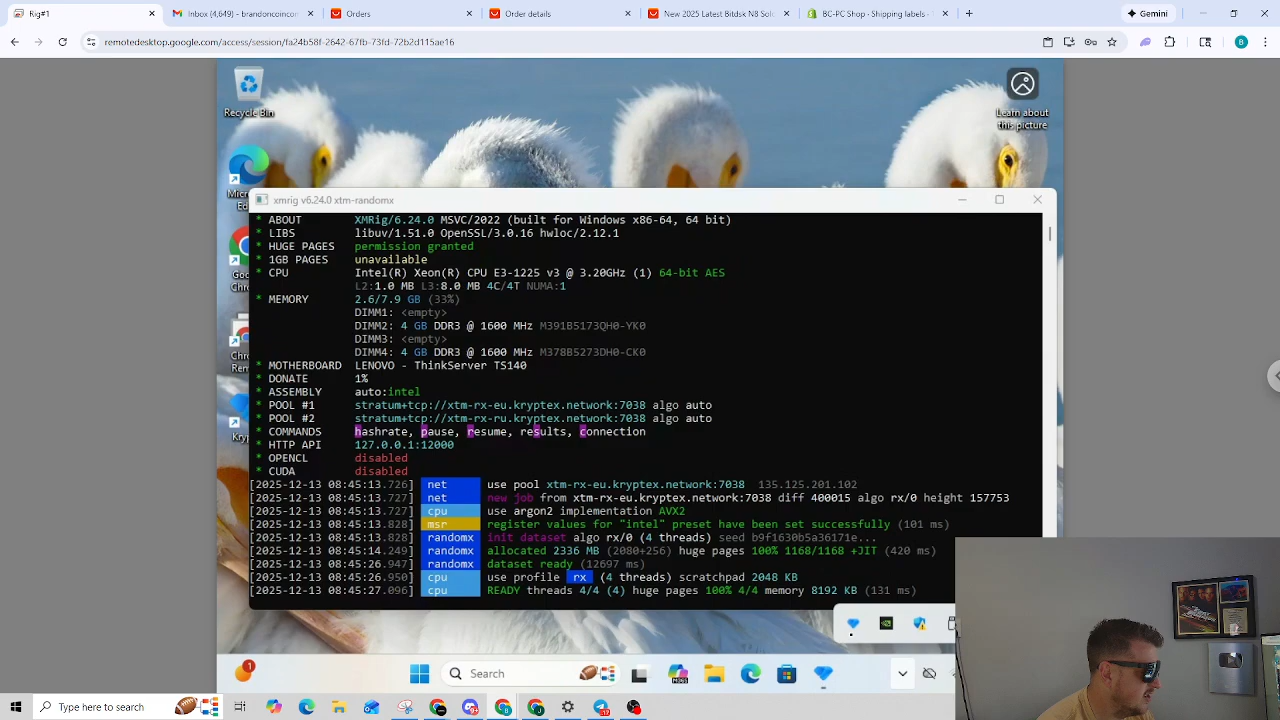 Rig#1
Inbox (4,649) - brandoncoincort
Orders
Order details
New 2025 Latest Bitdsk N8 Solo
BC-PC Shop · Shipping labels ·
Gemini
remotedesktop.google.com/access/session/fa24b58f-2642-67fb-73fd-72b2d115ae16
B
Recycle Bin
Learn about
this picture
xmrig v6.24.0 xtm-randomx
* ABOUT XMRig/6.24.0 MSVC/2022 (built for Windows x86-64, 64 bit)
* LIBS libuv/1.51.0 OpenSSL/3.0.16 hwloc/2.12.1
* HUGE PAGES permission granted
* 1GB PAGES unavailable
* CPU Intel(R) Xeon(R) CPU E3-1225 v3 @ 3.20GHz (1) 64-bit AES
L2:1.0 MB L3:8.0 MB 4C/4T NUMA:1
* MEMORY 2.6/7.9 GB (33%)
DIMM1: <empty>
DIMM2: 4 GB DDR3 @ 1600 MHz M391B5173QH0-YK0
DIMM3: <empty>
DIMM4: 4 GB DDR3 @ 1600 MHz M378B5273DH0-CK0
* MOTHERBOARD LENOVO - ThinkServer TS140
* DONATE 1%
* ASSEMBLY auto:intel
* POOL #1 stratum+tcp://xtm-rx-eu.kryptex.network:7038 algo auto
* POOL #2 stratum+tcp://xtm-rx-ru.kryptex.network:7038 algo auto
* COMMANDS hashrate, pause, resume, results, connection
* HTTP API 127.0.0.1:12000
* OPENCL disabled
* CUDA disabled
[2025-12-13 08:45:13.726] net use pool xtm-rx-eu.kryptex.network:7038 135.125.201.102
[2025-12-13 08:45:13.727] net new job from xtm-rx-eu.kryptex.network:7038 diff 400015 algo rx/0 height 157753
[2025-12-13 08:45:13.727] cpu use argon2 implementation AVX2
[2025-12-13 08:45:13.828] msr register values for "intel" preset have been set successfully (101 ms)
[2025-12-13 08:45:13.828] randomx init dataset algo rx/0 (4 threads) seed b9f1630b5a36171e...
[2025-12-13 08:45:14.249] randomx allocated 2336 MB (2080+256) huge pages 100% 1168/1168 +JIT (420 ms)
[2025-12-13 08:45:26.947] randomx dataset ready (12697 ms)
[2025-12-13 08:45:26.950] cpu use profile rx (4 threads) scratchpad 2048 KB
[2025-12-13 08:45:27.096] cpu READY threads 4/4 (4) huge pages 100% 4/4 memory 8192 KB (131 ms)
1
Search
Type here to search